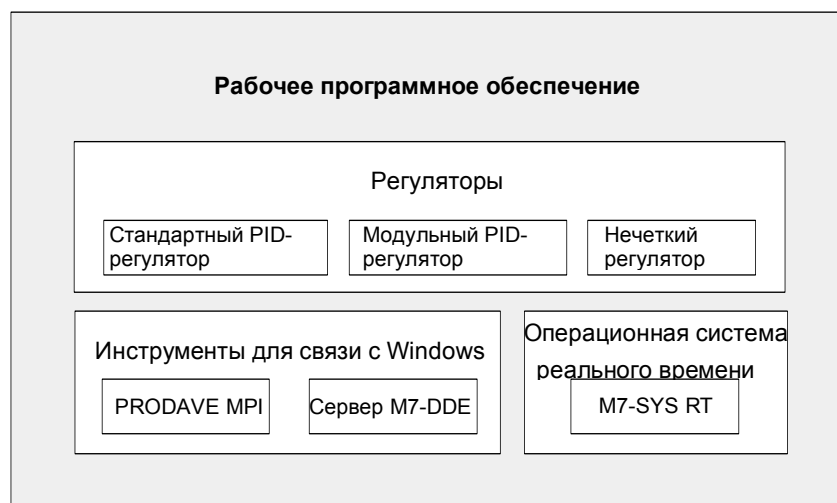 Рабочее программное обеспечение
Регуляторы
Стандартный PID-
регулятор
Модульный PID-
регулятор
Нечеткий
регулятор
Инструменты для связи с Windows
PRODAVE MPI
Сервер M7-DDE
Операционная система
реального времени
M7-SYS RT